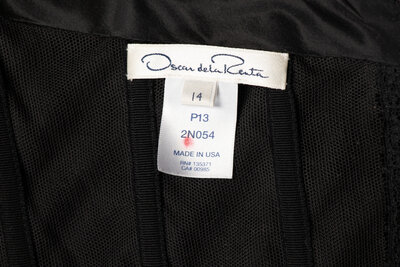 Oscar de la Renta
14
P13
2N054
MADE IN USA
RN# 135371
CA# 00985